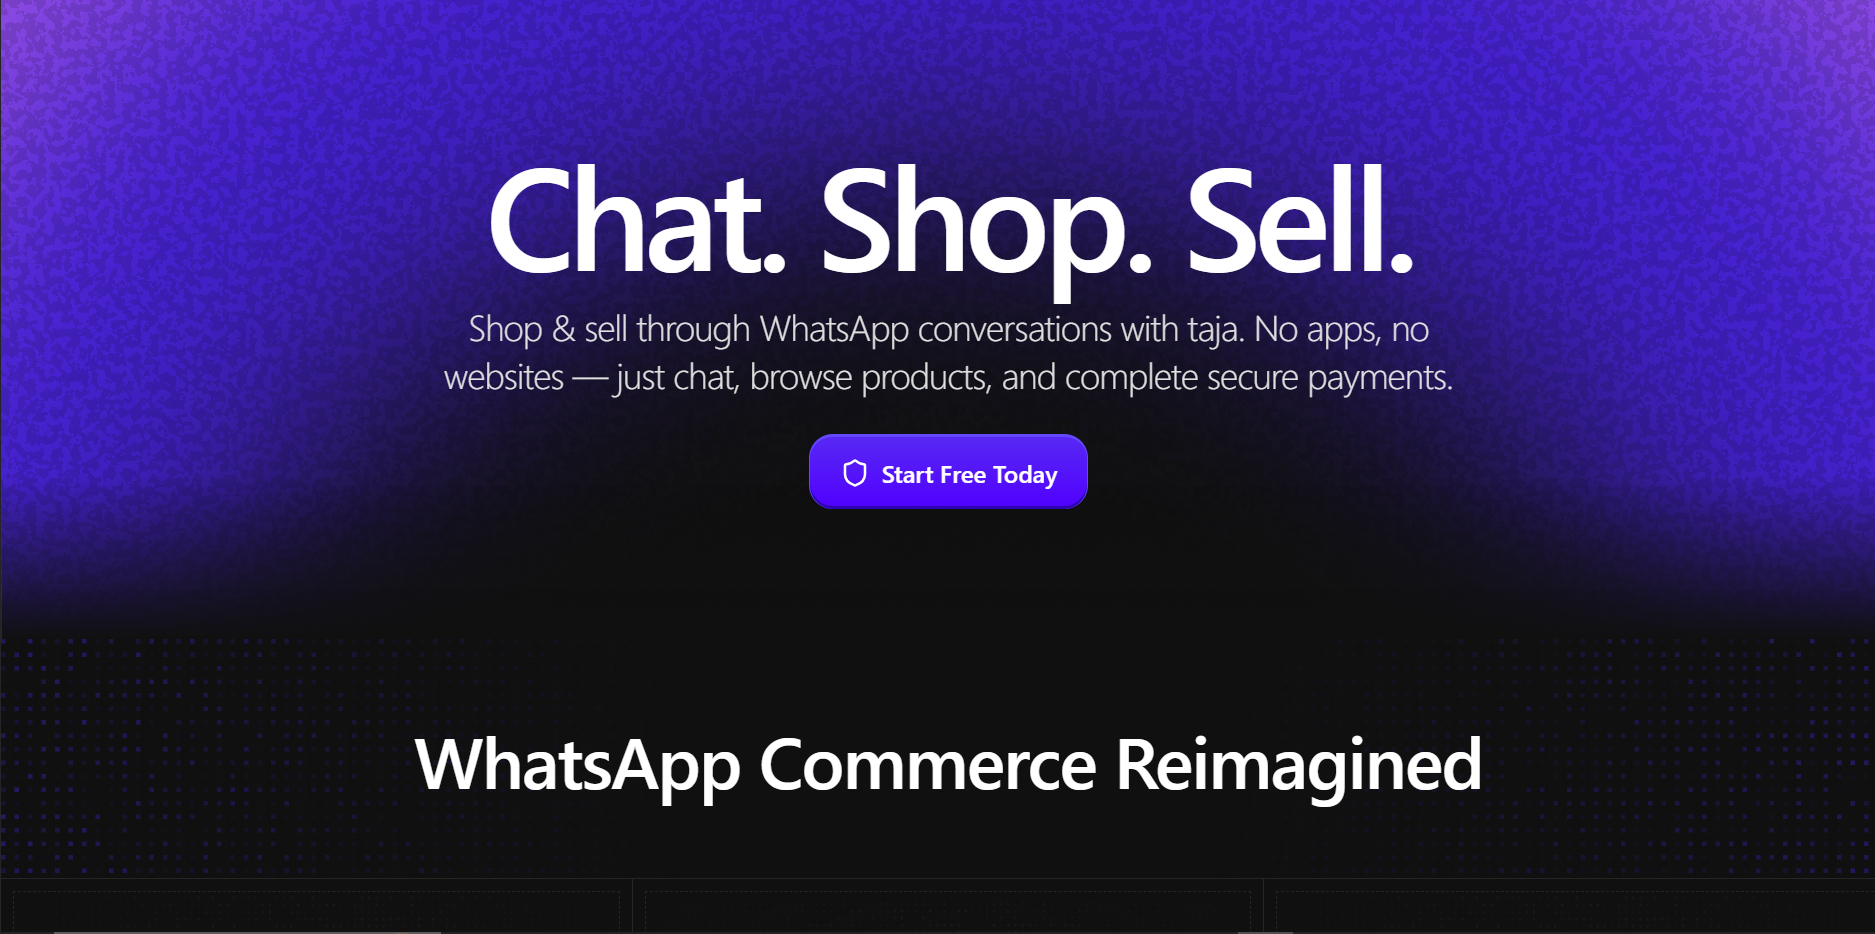 Chat. Shop. Sell.
Shop & sell through WhatsApp conversations with taja. No apps, no
websites — just chat, browse products, and complete secure payments.
Start Free Today
WhatsApp Commerce Reimagined